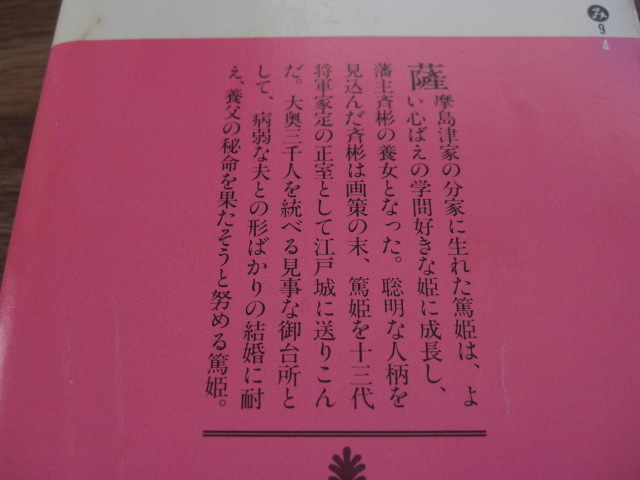 み
9
4
薩摩島津家の分家に生れた篤姫は、よ
い心ばえの学問好きな姫に成長し、
藩主斉彬の養女となった。聡明な人柄を
見込んだ斉彬は画策の末、篤姫を十三代
将軍家定の正室として江戸城に送りこん
だ。大奥三千人を統べる見事な御台所と
して、病弱な夫との形ばかりの結婚に耐
え、養父の秘命を果たそうと努める篤姫。